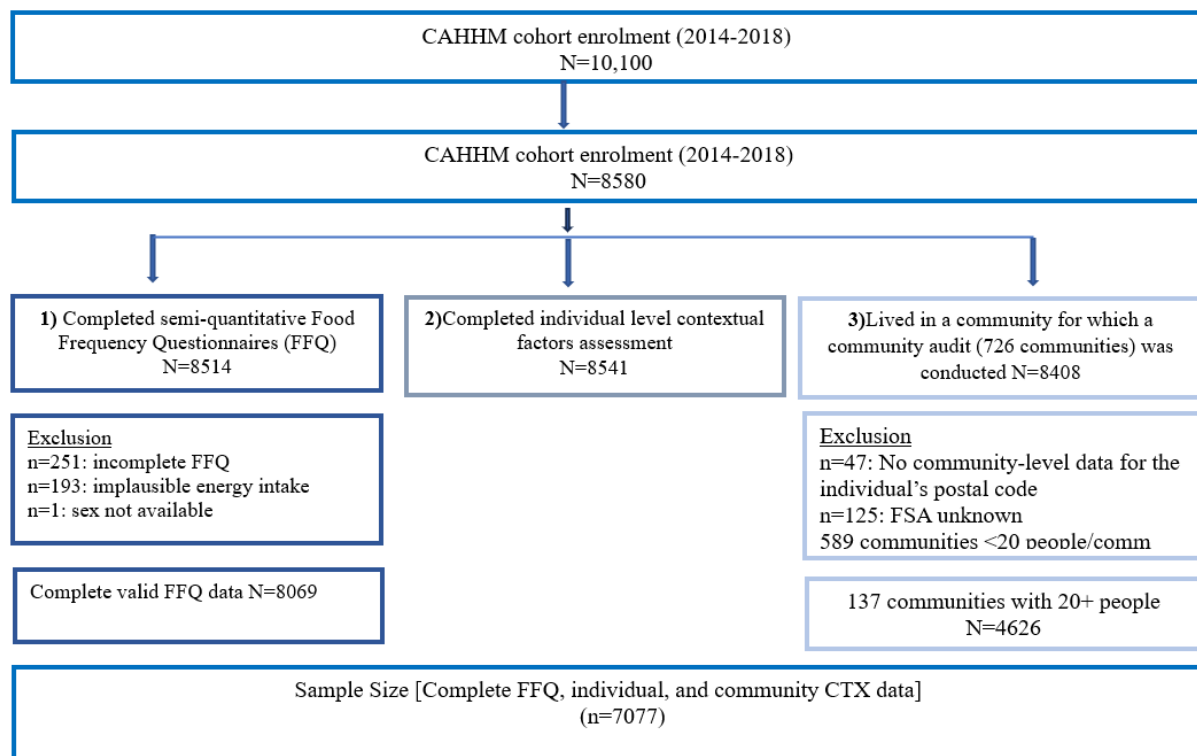 CAHHM cohort enrolment (2014-2018)
N=10,100
CAHHM cohort enrolment (2014-2018)
N=8580
1) Completed semi-quantitative Food
Frequency Questionnaires (FFQ)
N=8514
2)Completed individual level contextual
factors assessment
N=8541
3)Lived in a community for which a
community audit (726 communities) was
conducted N=8408
Exclusion
n=251: incomplete FFQ
n=193: implausible energy intake
n=1: sex not available
Exclusion
n=47: No community-level data for the
individual’s postal code
n=125: FSA unknown
589 communities <20 people/comm
Complete valid FFQ data N=8069
137 communities with 20+ people
N=4626
Sample Size [Complete FFQ, individual, and community CTX data]
(n=7077)